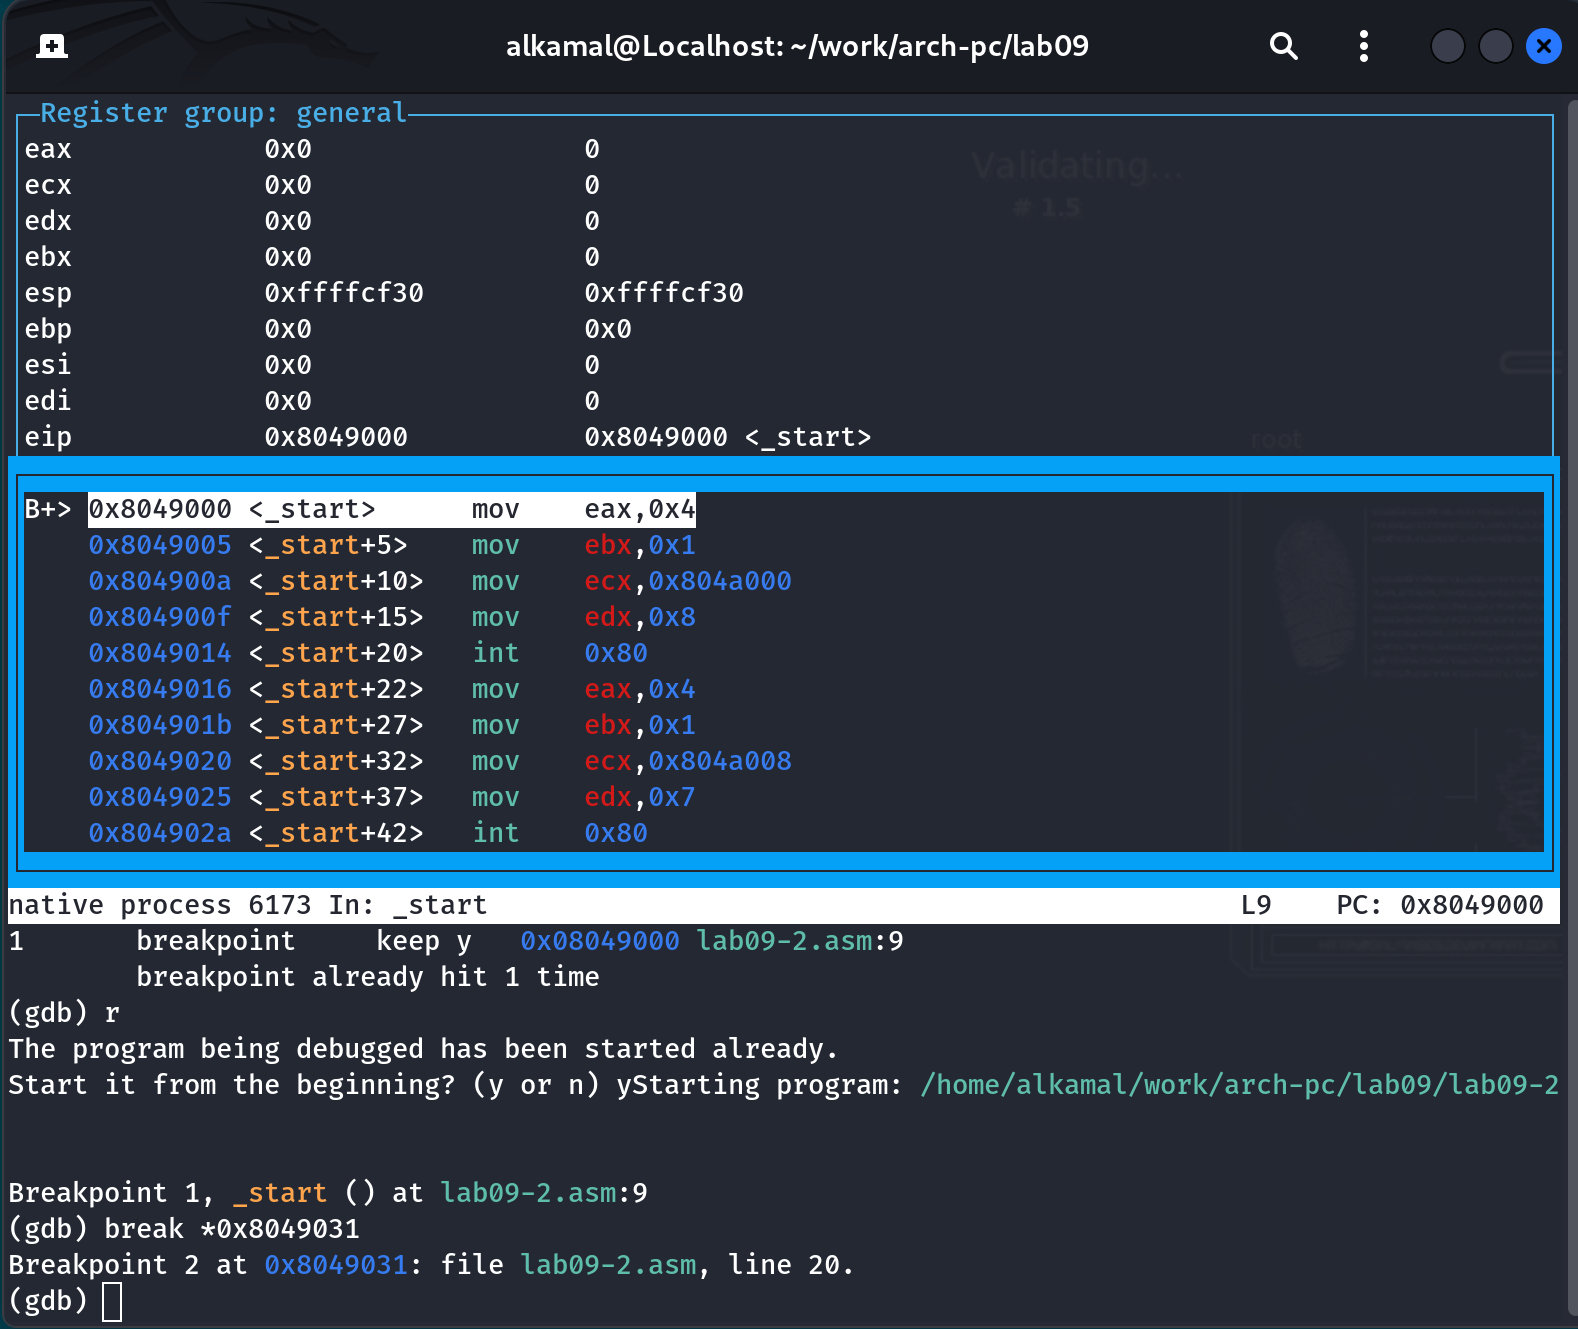 alkamal@Localhost: ~/work/arch-pc/lab09
Register group: general
eax 0x0 0
ecx 0x0 0
edx 0x0 0
ebx 0x0 0
esp 0xffffcf30 0xffffcf30
ebp 0x0 0x0
esi 0x0 0
edi 0x0 0
eip 0x8049000 0x8049000 <_start>
Validating...
# 1.5
root
B+> 0x8049000 <_start> mov eax,0x4
0x8049005 <_start+5> mov ebx,0x1
0x804900a <_start+10> mov ecx,0x804a000
0x804900f <_start+15> mov edx,0x8
0x8049014 <_start+20> int 0x80
0x8049016 <_start+22> mov eax,0x4
0x804901b <_start+27> mov ebx,0x1
0x8049020 <_start+32> mov ecx,0x804a008
0x8049025 <_start+37> mov edx,0x7
0x804902a <_start+42> int 0x80
native process 6173 In: _start L9 PC: 0x8049000
1 breakpoint keep y 0x08049000 lab09-2.asm:9
breakpoint already hit 1 time
(gdb) r
The program being debugged has been started already.
Start it from the beginning? (y or n) yStarting program: /home/alkamal/work/arch-pc/lab09/lab09-2
Breakpoint 1, _start () at lab09-2.asm:9
(gdb) break *0x8049031
Breakpoint 2 at 0x8049031: file lab09-2.asm, line 20.
(gdb)